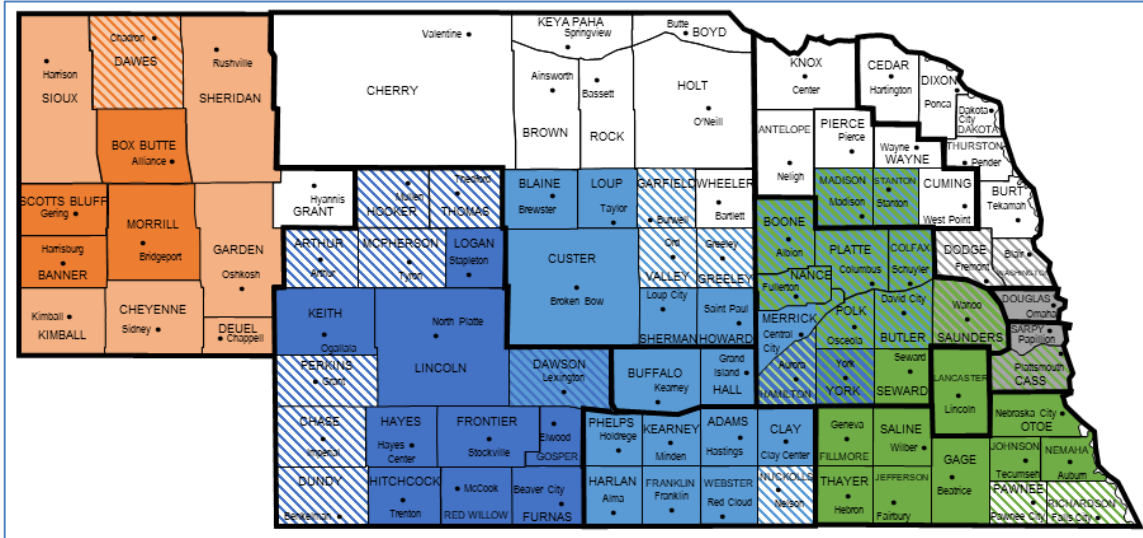 Harrison
SIOUX
Chadron
DAWES
Rushville
SHERIDAN
BOX BUTTE
Alliance
SCOTTS BLUFF
Gering
MORRILL
Bridgeport
Harrisburg
BANNER
GARDEN
Oshkosh
Kimball
KIMBALL
CHEYENNE
Sidney
DEUEL
Chappell
Valentine
CHERRY
KEYA PAHA
Springview
Butte
BOYD
Ainsworth
BROWN
Bassett
ROCK
HOLT
O'Neill
KNOX
Center
CEDAR
Hartington
DIXON
Ponca
Dakota
City
DAKOTA
ANTELOPE
Neligh
PIERCE
Pierce
Wayne
WAYNE
THURSTON
Pender
CUMING
West Point
BURT
Tekamah
Hyannis
GRANT
Mullen
HOOKER
Thedford
THOMAS
BLAINE
Brewster
LOUP
Taylor
GARFIELD
Burwell
WHEELER
Bartlett
MADISON
Madison
STANTON
Stanton
ARTHUR
Arthur
MCPHERSON
Tyron
LOGAN
Stapleton
CUSTER
Broken Bow
Ord
VALLEY
Greeley
GREELEY
BOONE
Albion
PLATTE
Columbus
COLFAX
Schuyler
DODGE
Fremont
Blair
WASHINGTON
NANCE
Fullerton
KEITH
Ogallala
North Platte
LINCOLN
Loup City
SHERMAN
Saint Paul
HOWARD
MERRICK
Central
City
POLK
Osceola
David City
BUTLER
Wahoo
SAUNDERS
DOUGLAS
Omaha
SARPY
Papillion
Plattsmouth
CASS
PERKINS
Grant
DAWSON
Lexington
BUFFALO
Kearney
Grand
Island
HALL
Aurora
HAMILTON
York
YORK
Seward
SEWARD
LANCASTER
Lincoln
Nebraska City
OTOE
CHASE
Imperial
HAYES
Hayes
Center
FRONTIER
Stockville
Elwood
GOSPER
PHELPS
Holdrege
KEARNEY
Minden
ADAMS
Hastings
CLAY
Clay Center
Geneva
FILLMORE
SALINE
Wilber
GAGE
Beatrice
JOHNSON
Tecumseh
NEMAHA
Auburn
DUNDY
Benkelman
HITCHCOCK
Trenton
McCook
RED WILLOW
Beaver City
FURNAS
HARLAN
Alma
FRANKLIN
Franklin
WEBSTER
Red Cloud
NUCKOLLS
Nelson
THAYER
Hebron
JEFFERSON
Fairbury
PAWNEE
Pawnee City
RICHARDSON
Falls City